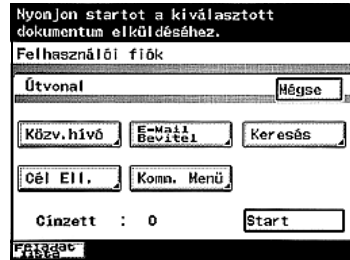 Nyomjon startot a kiválasztott
dokumentum elküldéséhez.
Felhasználói fiók
Útvonal Mégse
Közv.hívó E-Mail Bevitel Keresés
Cél Ell. Komm. Menü
Címzett : 0 Start
Feladat lista